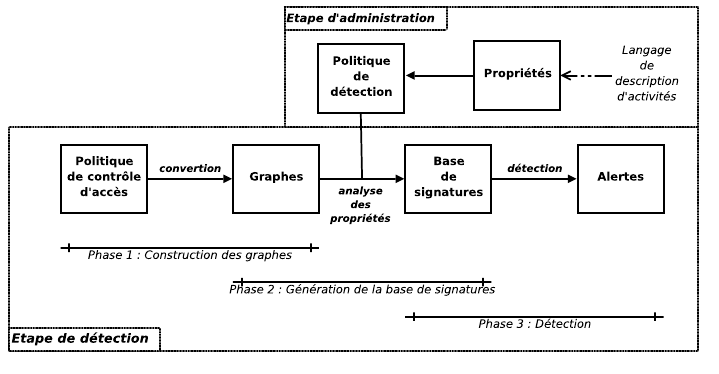 Etape d'administration
Politique
de
détection
Propriétés
Langage
de
description
d'activités
Politique
de contrôle
d'accès
convertion
Graphes
analyse
des
propriétés
Base
de
signatures
détection
Alertes
Phase 1 : Construction des graphes
Phase 2 : Génération de la base de signatures
Phase 3 : Détection
Etape de détection